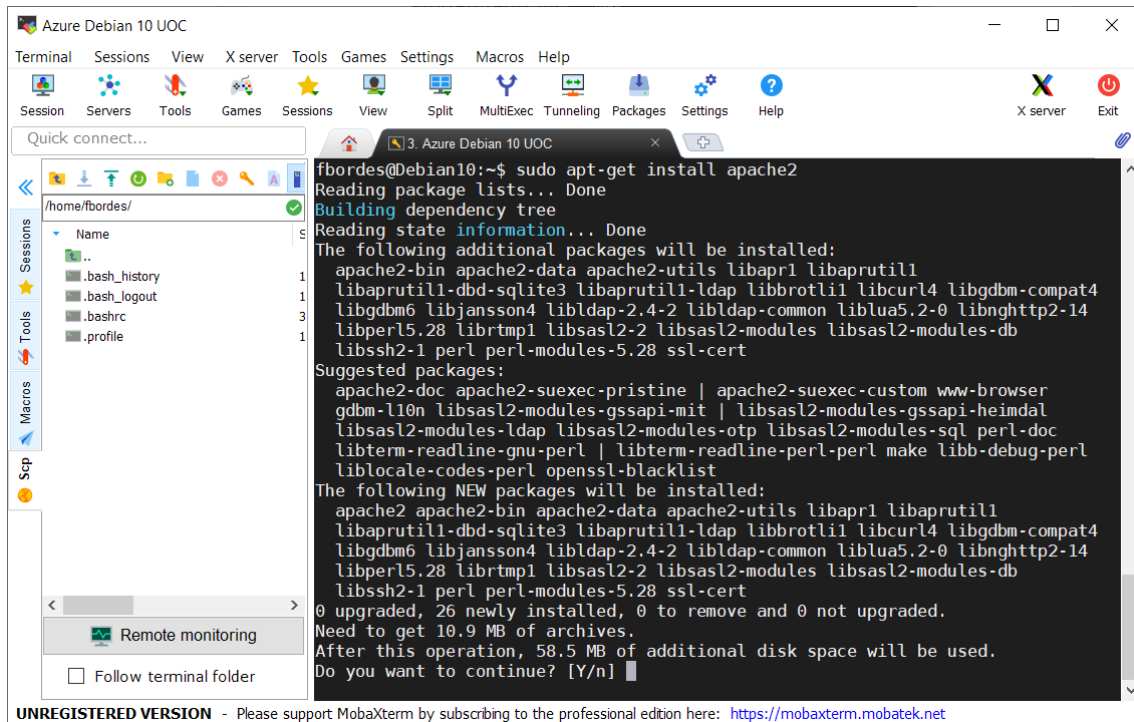 Azure Debian 10 UOC
Terminal Sessions View X server Tools Games Settings Macros Help
Session Servers Tools Games Sessions View Split MultiExec Tunneling Packages Settings Help X server Exit
Quick connect...
3. Azure Debian 10 UOC
/home/fbordes/
Name S
..
.bash_history 1
.bash_logout 1
.bashrc 3
.profile 1
Sessions
Tools
Macros
Scp
Remote monitoring
Follow terminal folder
fbordes@Debian10:~$ sudo apt-get install apache2
Reading package lists... Done
Building dependency tree
Reading state information... Done
The following additional packages will be installed:
apache2-bin apache2-data apache2-utils libapr1 libaprutil1
libaprutil1-dbd-sqlite3 libaprutil1-ldap libbrotli1 libcurl4 libgdbm-compat4
libgdbm6 libjansson4 libldap-2.4-2 libldap-common liblua5.2-0 libnghttp2-14
libperl5.28 librtmp1 libsasl2-2 libsasl2-modules libsasl2-modules-db
libssh2-1 perl perl-modules-5.28 ssl-cert
Suggested packages:
apache2-doc apache2-suexec-pristine | apache2-suexec-custom www-browser
gdbm-l10n libsasl2-modules-gssapi-mit | libsasl2-modules-gssapi-heimdal
libsasl2-modules-ldap libsasl2-modules-otp libsasl2-modules-sql perl-doc
libterm-readline-gnu-perl | libterm-readline-perl-perl make libb-debug-perl
liblocale-codes-perl openssl-blacklist
The following NEW packages will be installed:
apache2 apache2-bin apache2-data apache2-utils libapr1 libaprutil1
libaprutil1-dbd-sqlite3 libaprutil1-ldap libbrotli1 libcurl4 libgdbm-compat4
libgdbm6 libjansson4 libldap-2.4-2 libldap-common liblua5.2-0 libnghttp2-14
libperl5.28 librtmp1 libsasl2-2 libsasl2-modules libsasl2-modules-db
libssh2-1 perl perl-modules-5.28 ssl-cert
0 upgraded, 26 newly installed, 0 to remove and 0 not upgraded.
Need to get 10.9 MB of archives.
After this operation, 58.5 MB of additional disk space will be used.
Do you want to continue? [Y/n]
UNREGISTERED VERSION - Please support MobaXterm by subscribing to the professional edition here: https://mobaxterm.mobatek.net